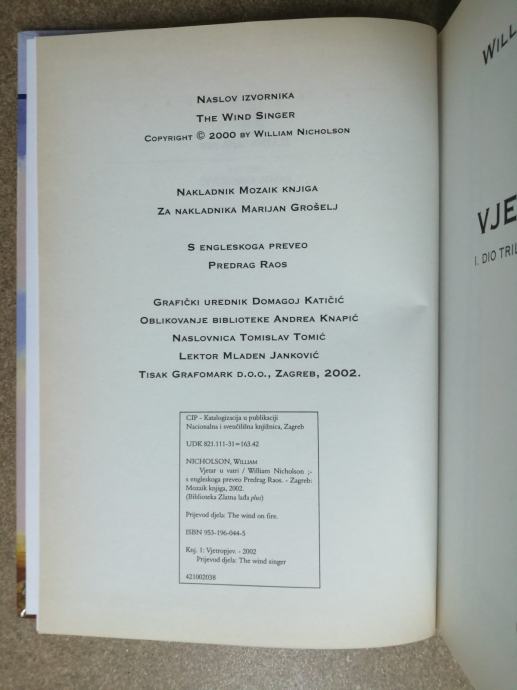 NASLOV IZVORNIKA
THE WIND SINGER
COPYRIGHT © 2000 BY WILLIAM NICHOLSON
NAKLADNIK MOZAIK KNJIGA
ZA NAKLADNIKA MARIJAN GROŠELJ
S ENGLESKOGA PREVEO
PREDRAG RAOS
GRAFIČKI UREDNIK DOMAGOJ KATIČIĆ
OBLIKOVANJE BIBLIOTEKE ANDREA KNAPIĆ
NASLOVNICA TOMISLAV TOMIĆ
LEKTOR MLADEN JANKOVIĆ
TISAK GRAFOMARK D.O.O., ZAGREB, 2002.
CIP - Katalogizacija u publikaciji
Nacionalna i sveučilišna knjižnica, Zagreb
UDK 821.111-31=163.42
NICHOLSON, WILLIAM
Vjetar u vatri / William Nicholson ;-
s engleskoga preveo Predrag Raos. - Zagreb:
Mozaik knjiga, 2002.
(Biblioteka Zlatna lađa plus)
Prijevod djela: The wind on fire.
ISBN 953-196-044-5
Knj. 1: Vjetropjev. - 2002
Prijevod djela: The wind singer
421002038
WILL
VJE
I. DIO TRIL